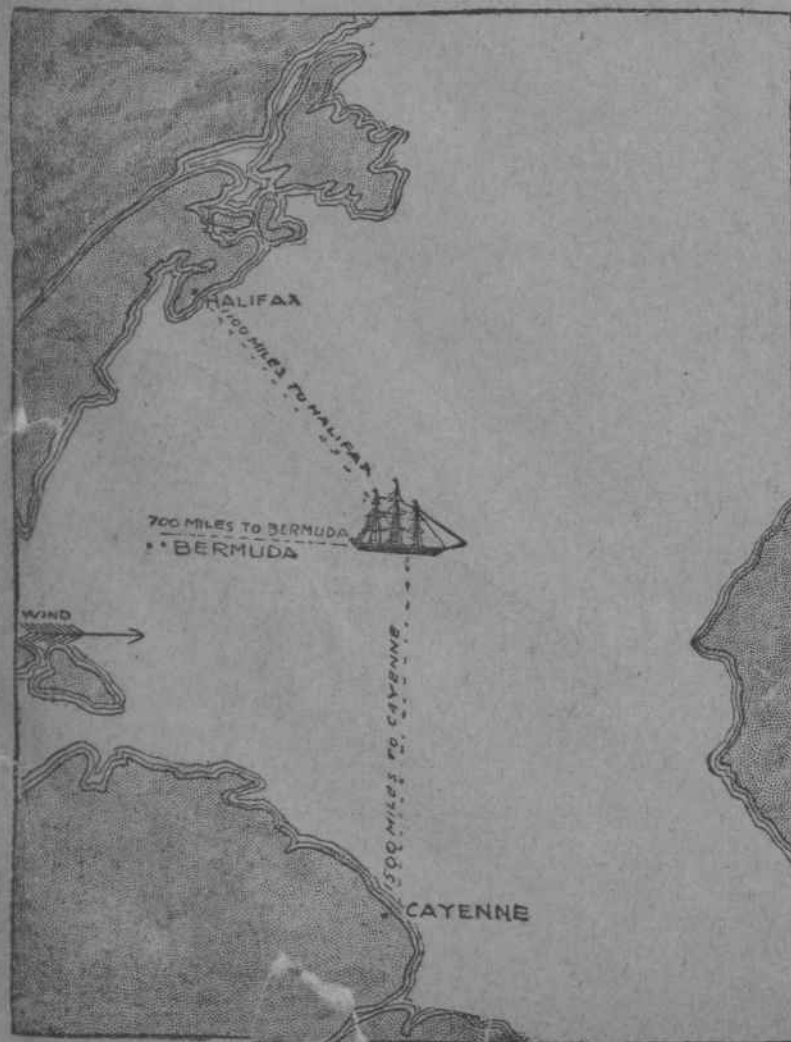 HALIFAX
1100 MILES TO HALIFAX
700 MILES TO BERMUDA
BERMUDA
WIND
1500 MILES TO CAYENNE
CAYENNE